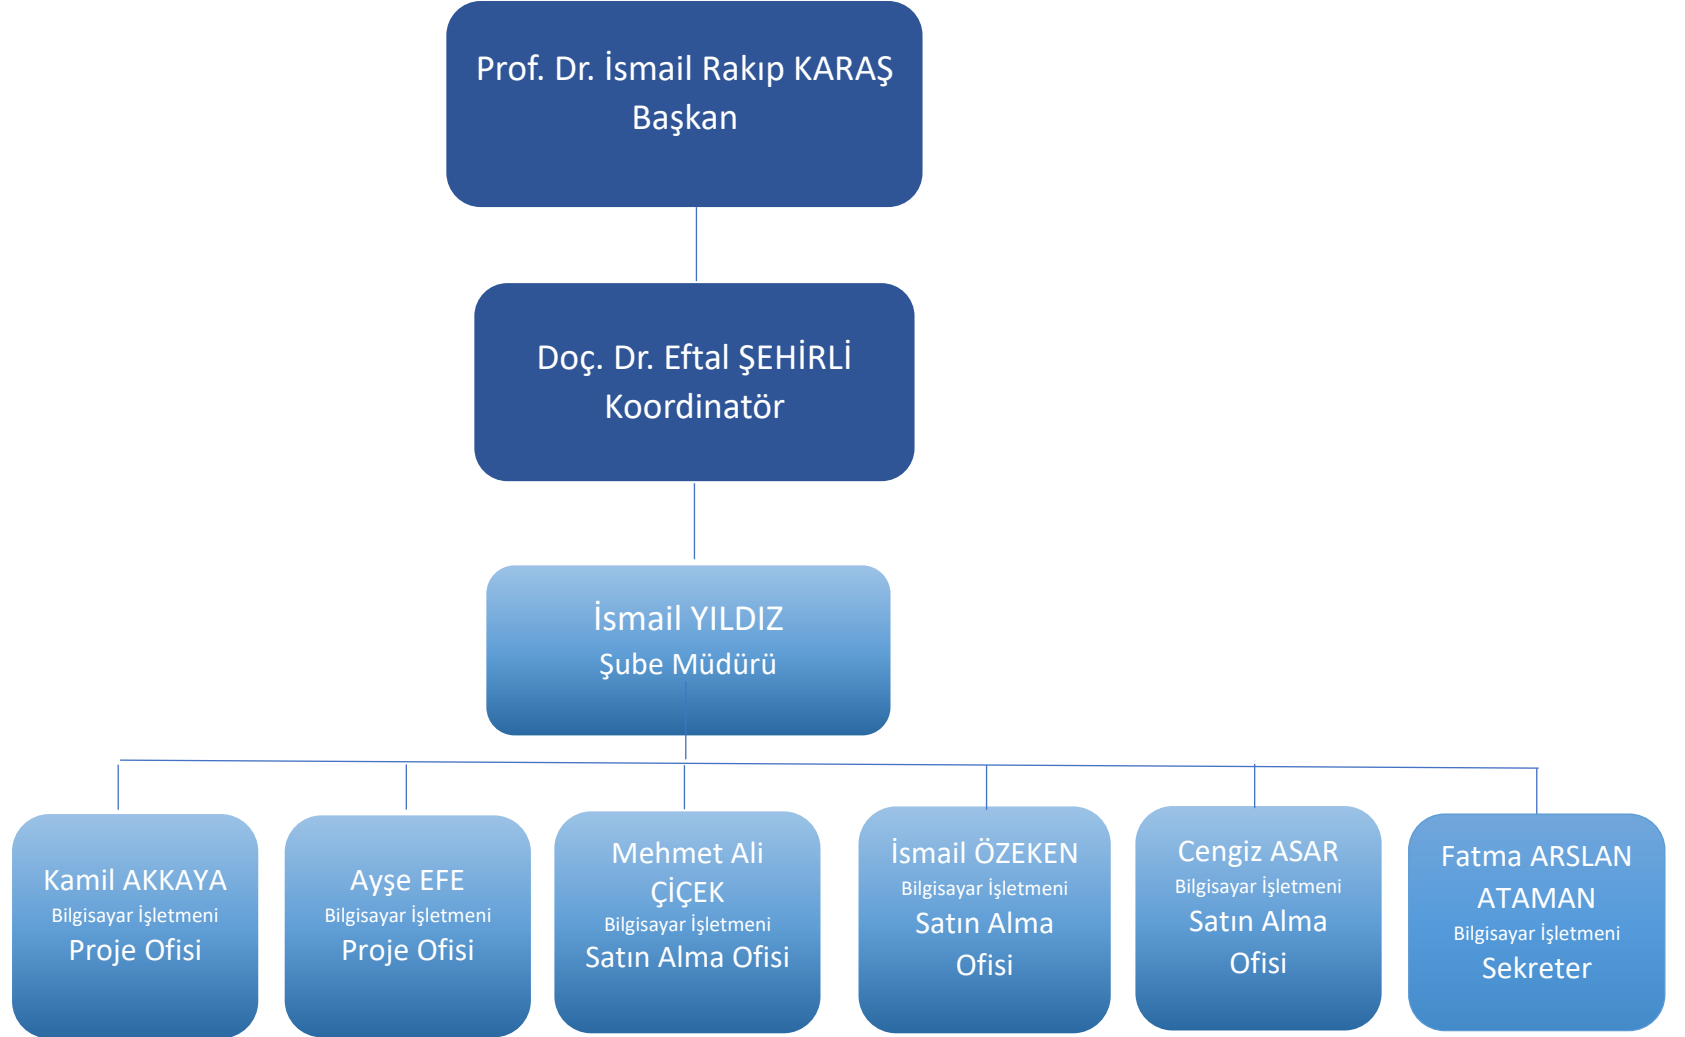 Prof. Dr. İsmail Rakıp KARAŞ
Başkan
Doç. Dr. Eftal ŞEHİRLİ
Koordinatör
İsmail YILDIZ
Şube Müdürü
Kamil AKKAYA
Bilgisayar İşletmeni
Proje Ofisi
Ayşe EFE
Bilgisayar İşletmeni
Proje Ofisi
Mehmet Ali
ÇİÇEK
Bilgisayar İşletmeni
Satın Alma Ofisi
İsmail ÖZEKEN
Bilgisayar İşletmeni
Satın Alma
Ofisi
Cengiz ASAR
Bilgisayar İşletmeni
Satın Alma
Ofisi
Fatma ARSLAN
ATAMAN
Bilgisayar İşletmeni
Sekreter